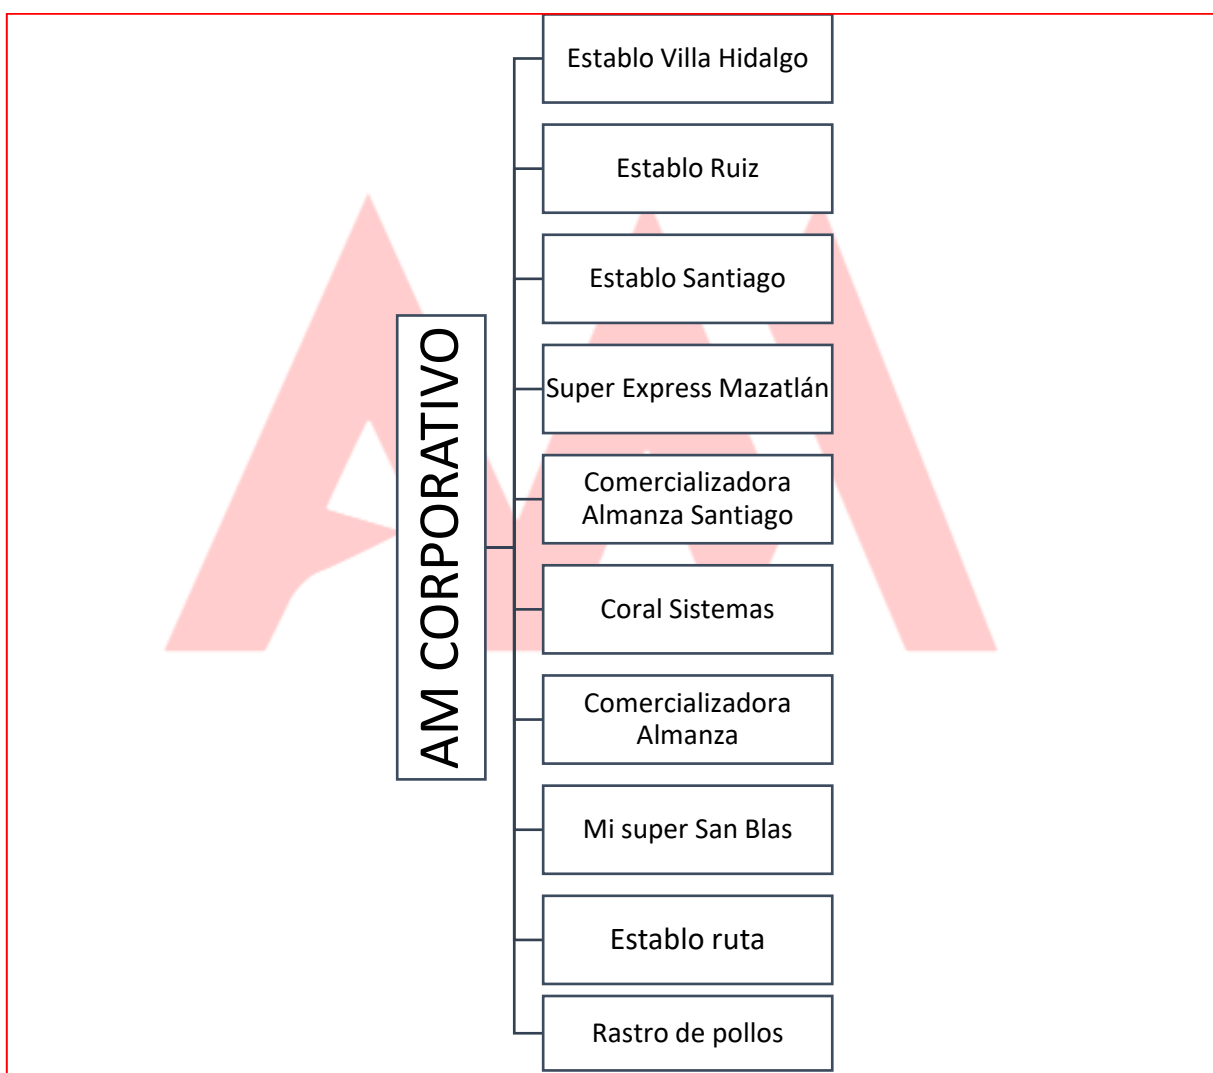 Establo Villa Hidalgo
Establo Ruiz
Establo Santiago
Super Express Mazatlán
AM CORPORATIVO
Comercializadora
Almanza Santiago
Coral Sistemas
Comercializadora
Almanza
Mi super San Blas
Establo ruta
Rastro de pollos